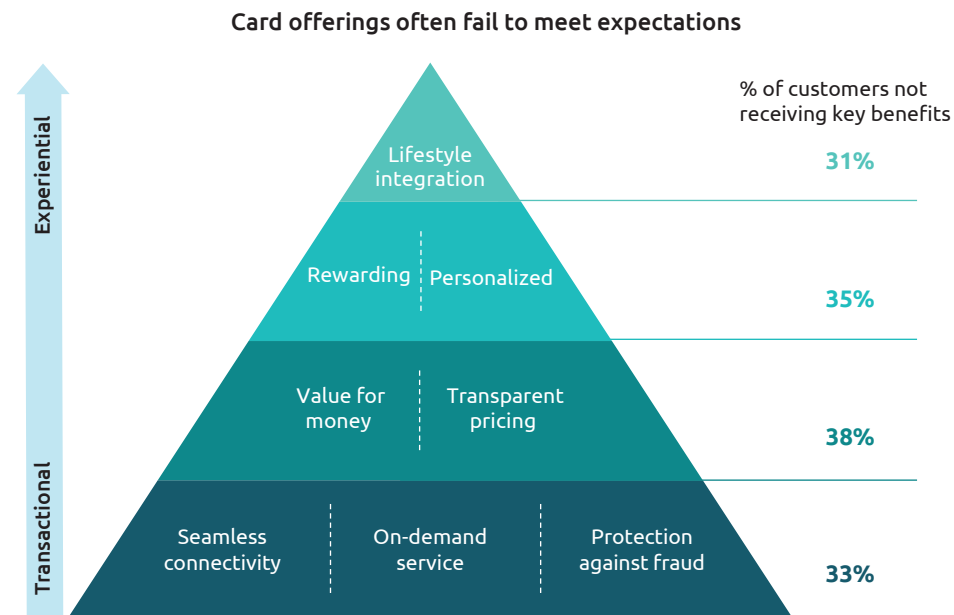 Card offerings often fail to meet expectations
% of customers not
receiving key benefits
Experiential
Lifestyle
integration
31%
Rewarding
Personalized
35%
Value for
money
Transparent
pricing
38%
Transactional
Seamless
connectivity
On-demand
service
Protection
against fraud
33%